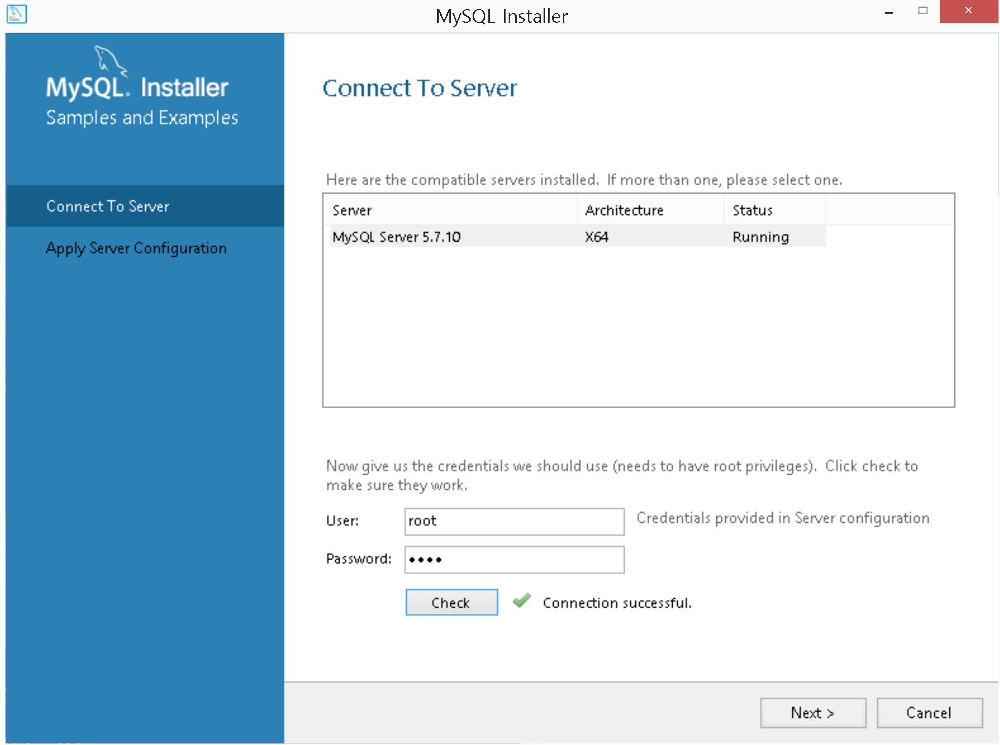 MySQL Installer
MySQL. Installer
Samples and Examples
Connect To Server
Apply Server Configuration
Connect To Server
Here are the compatible servers installed.  If more than one, please select one.
Server Architecture Status
MySQL Server 5.7.10 X64 Running
Now give us the credentials we should use (needs to have root privileges).  Click check to
make sure they work.
User: root Credentials provided in Server configuration
Password: ••••
Check Connection successful.
Next > Cancel